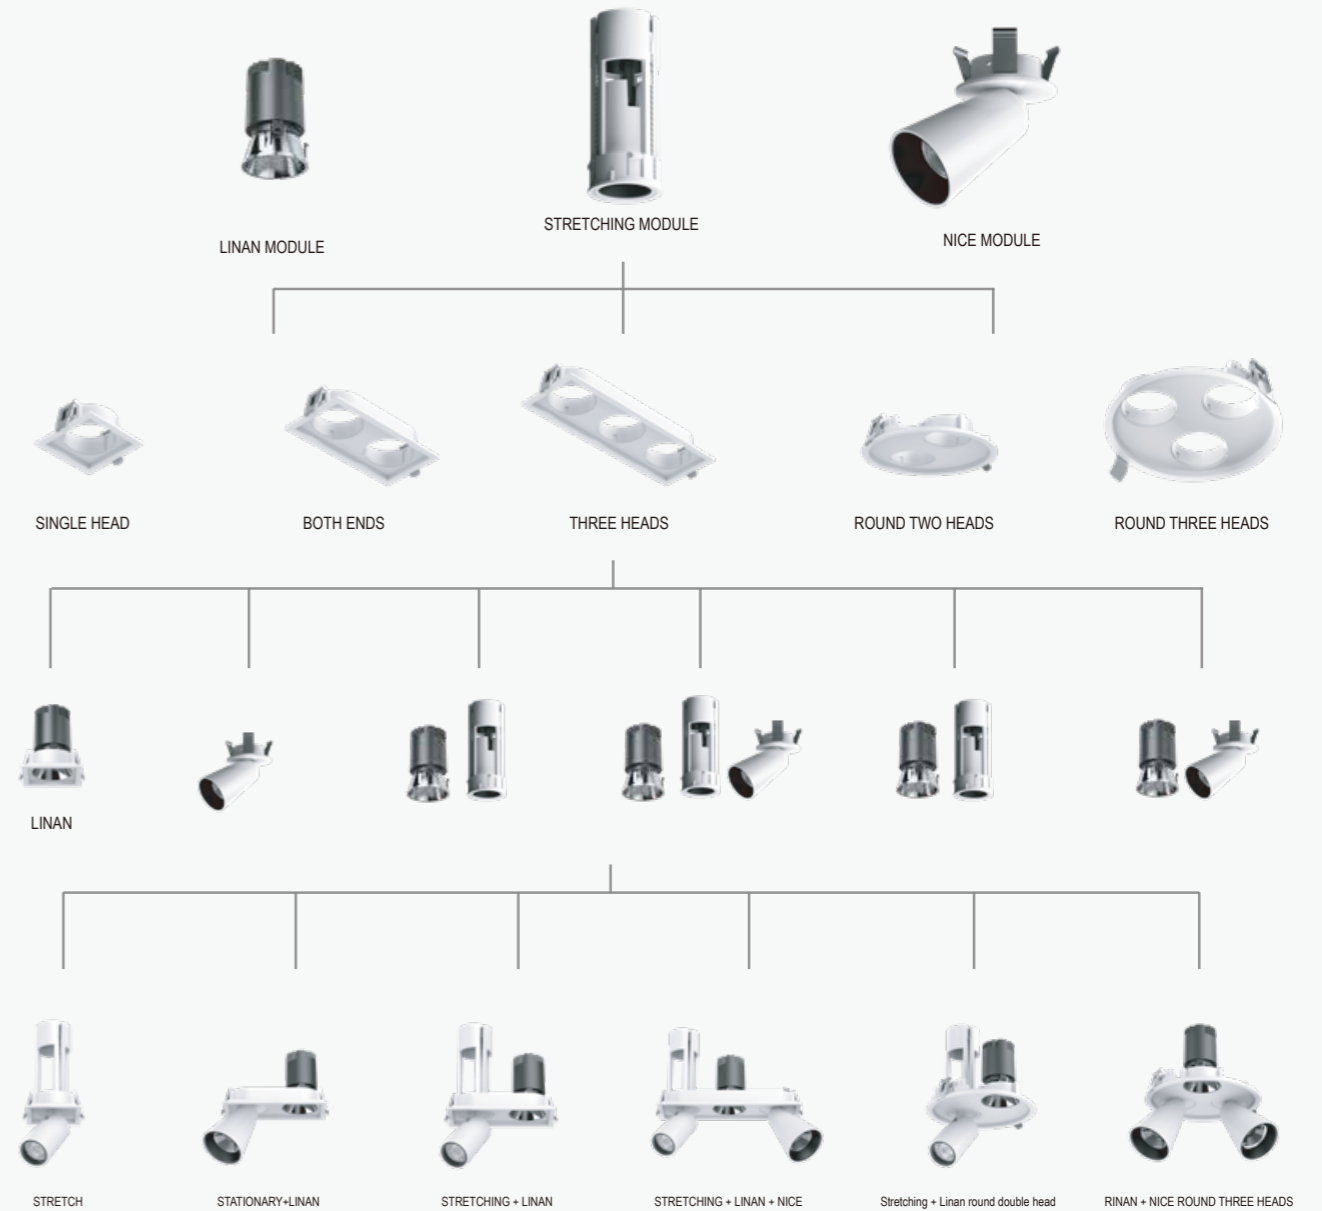 STRETCHING MODULE
LINAN MODULE
NICE MODULE
SINGLE HEAD
BOTH ENDS
THREE HEADS
ROUND TWO HEADS
ROUND THREE HEADS
LINAN
STRETCH
STATIONARY+LINAN
STRETCHING + LINAN
STRETCHING + LINAN + NICE
Stretching + Linan round double head
RINAN + NICE ROUND THREE HEADS